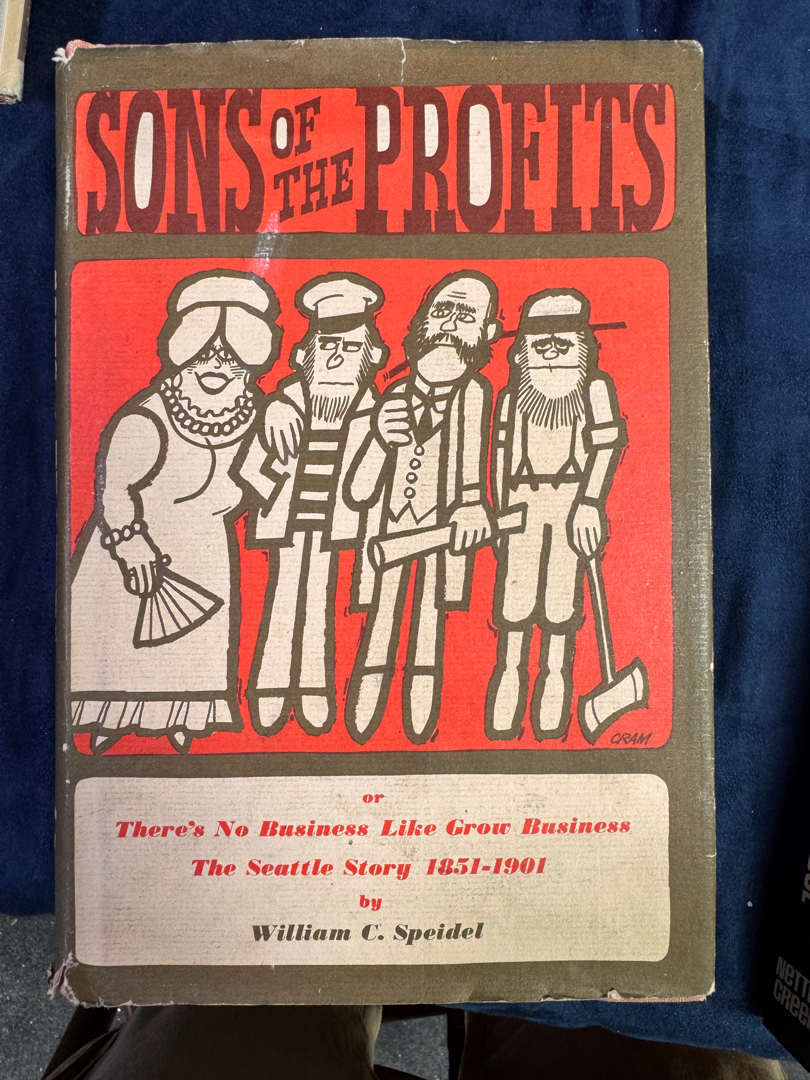 SONS OF THE PROFITS
CRAM
or
There's No Business Like Grow Business
The Seattle Story 1851-1901
by
William C. Speidel